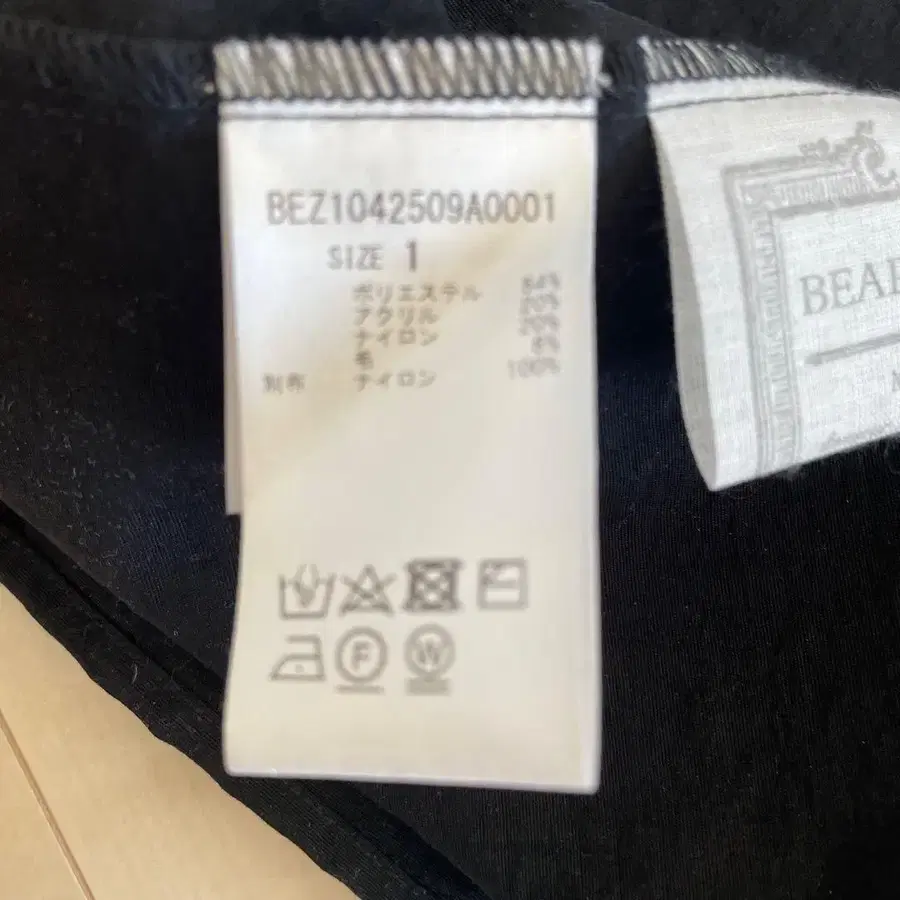 BEZ1042509A0001
SIZE 1
ポリエステル
アクリル
ナイロン
毛
別布 ナイロン 100%
BEAR
F
W